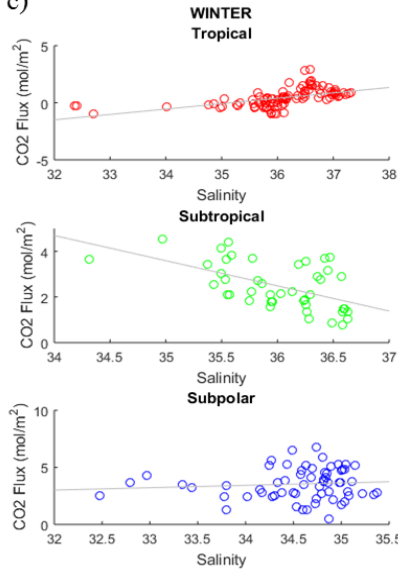 c)
WINTER
Tropical
CO2 Flux (mol/m²)
5
0
-5
32 33 34 35 36 37 38
Salinity
Subtropical
CO2 Flux (mol/m²)
4
2
0
34 34.5 35 35.5 36 36.5 37
Salinity
Subpolar
CO2 Flux (mol/m²)
10
5
0
32 32.5 33 33.5 34 34.5 35 35.5
Salinity